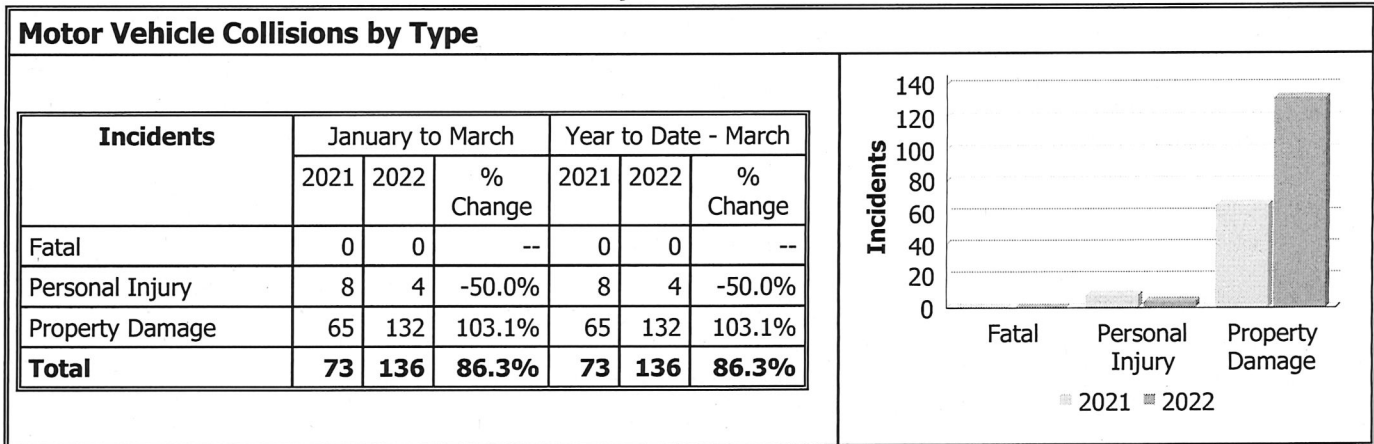 Motor Vehicle Collisions by Type
Incidents January to March Year to Date - March
2021 2022 % Change 2021 2022 % Change
Fatal 0 0 -- 0 0 --
Personal Injury 8 4 -50.0% 8 4 -50.0%
Property Damage 65 132 103.1% 65 132 103.1%
Total 73 136 86.3% 73 136 86.3%
Incidents
140
120
100
80
60
40
20
0
Fatal Personal Injury Property Damage
2021 2022